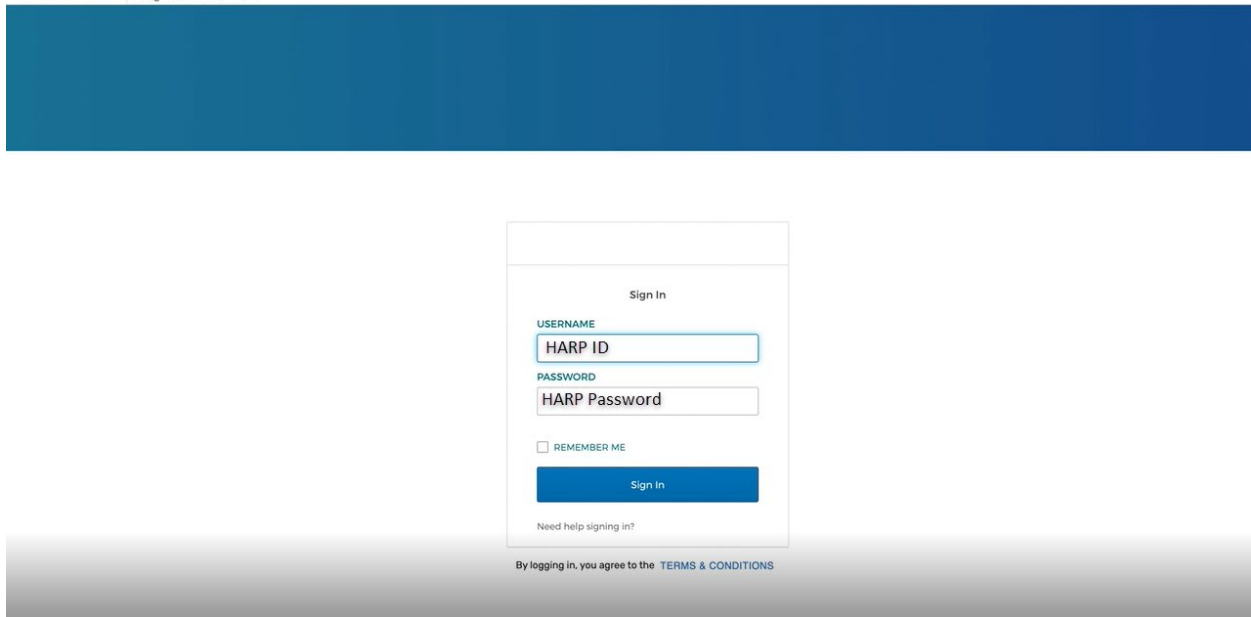 Sign In
USERNAME
HARP ID
PASSWORD
HARP Password
REMEMBER ME
Sign In
Need help signing in?
By logging in, you agree to the TERMS & CONDITIONS